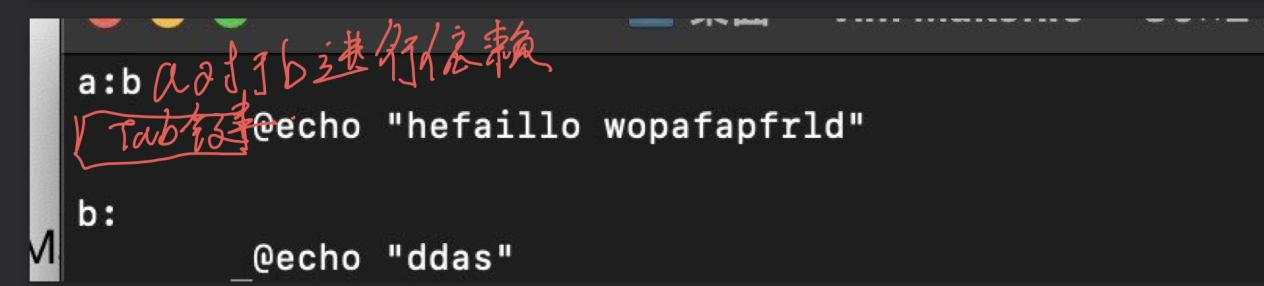 a:b a对于b进行依赖
Tab键 @echo "hefaillo wopafapfrld"
b:
_@echo "ddas"